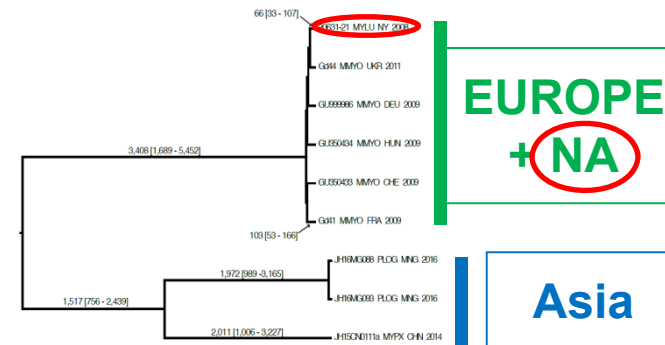 66 [33 - 107]
0631-21 MYLU NY 2008
Gd44 MMYO UKR 2011
GU999986 MMYO DEU 2009
3,408 [1,689 - 5,452]
GU350434 MMYO HUN 2009
GU350433 MMYO CHE 2009
Gd41 MMYO FRA 2009
103 [53 - 166]
EUROPE
+ NA
JH16MG088 PLOG MNG 2016
1,972 [989 -3,165]
JH16MG093 PLOG MNG 2016
1,517 [756 - 2,439]
2,011 [1,006 - 3,227]
JH15CN0111a MYPX CHN 2014
Asia